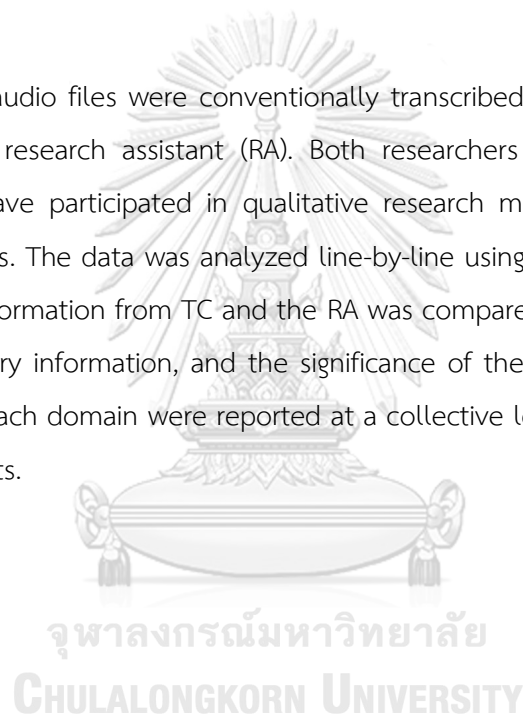 audio files were conventionally transcribed
research assistant (RA). Both researchers
ave participated in qualitative research m
s. The data was analyzed line-by-line using
formation from TC and the RA was compare
ry information, and the significance of the
ach domain were reported at a collective l
ts.
จุฬาลงกรณ์มหาวิทยาลัย
CHULALONGKORN UNIVERSITY